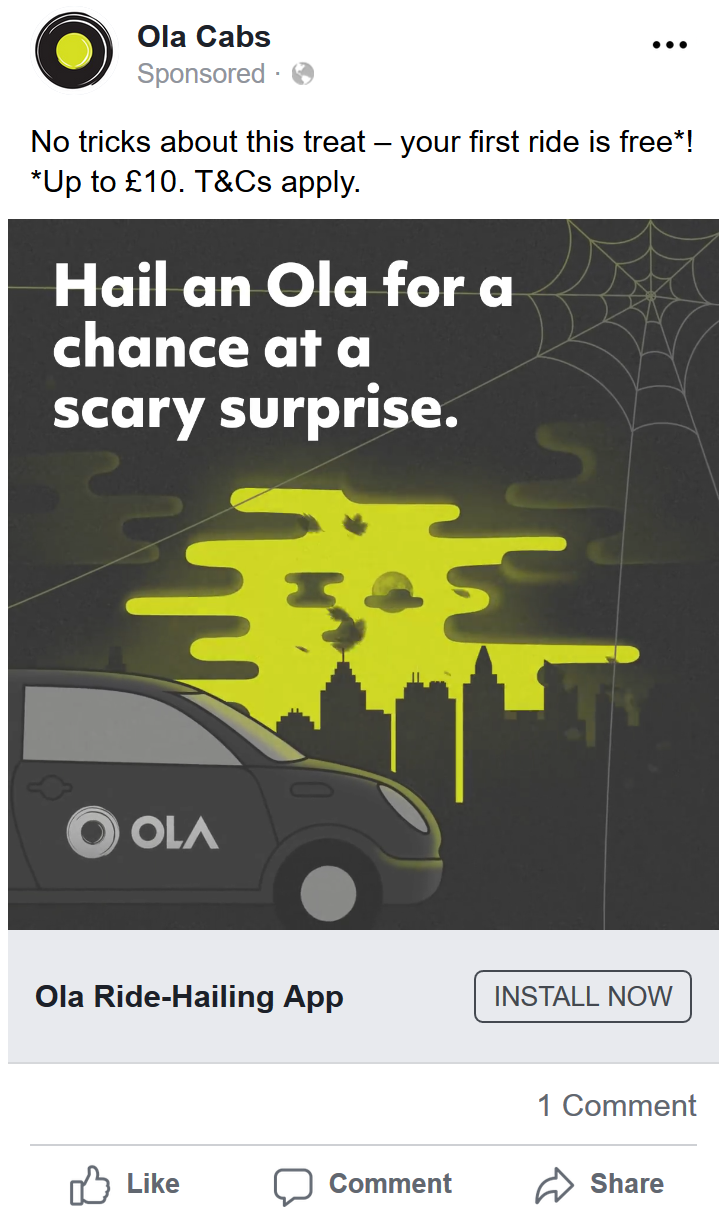 Ola Cabs
Sponsored ·
No tricks about this treat – your first ride is free*!
*Up to £10. T&Cs apply.
Hail an Ola for a
chance at a
scary surprise.
OLA
Ola Ride-Hailing App
INSTALL NOW
1 Comment
Like
Comment
Share